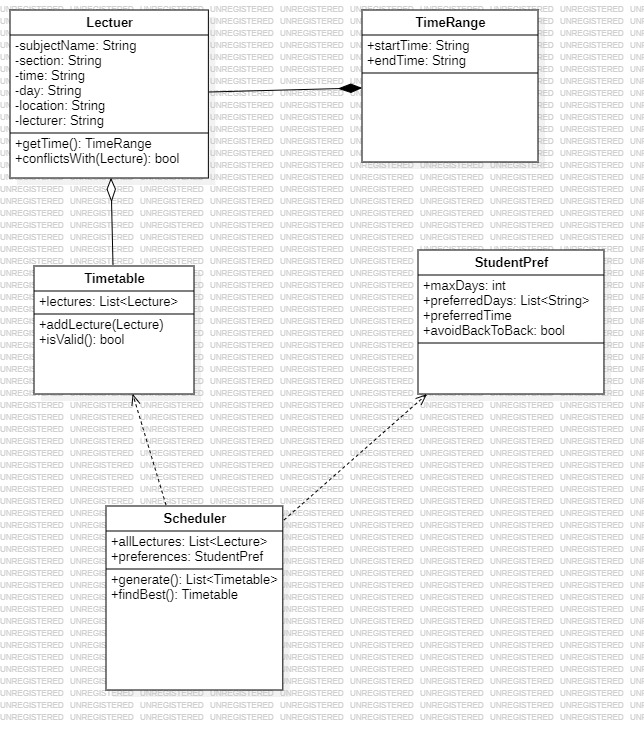 Lectuer
-subjectName: String
-section: String
-time: String
-day: String
-location: String
-lecturer: String
+getTime(): TimeRange
+conflictsWith(Lecture): bool
TimeRange
+startTime: String
+endTime: String
Timetable
+lectures: List<Lecture>
+addLecture(Lecture)
+isValid(): bool
StudentPref
+maxDays: int
+preferredDays: List<String>
+preferredTime
+avoidBackToBack: bool
Scheduler
+allLectures: List<Lecture>
+preferences: StudentPref
+generate(): List<Timetable>
+findBest(): Timetable
UNREGISTERED